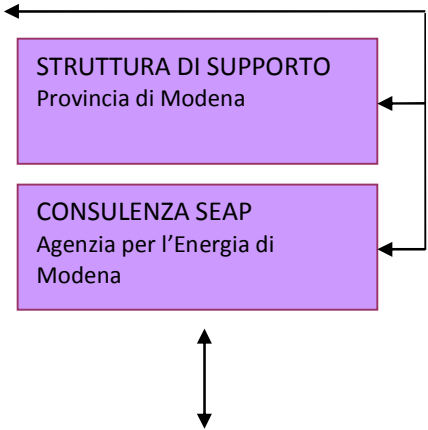 STRUTTURA DI SUPPORTO
Provincia di Modena
CONSULENZA SEAP
Agenzia per l’Energia di
Modena